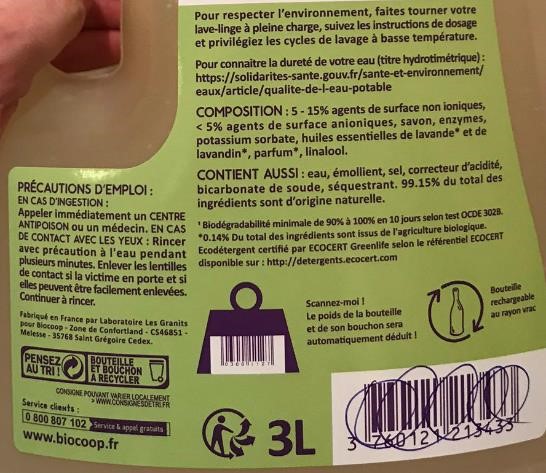 Pour respecter l'environnement, faites tourner votre
lave-linge à pleine charge, suivez les instructions de dosage
et privilégiez les cycles de lavage à basse température.
Pour connaitre la dureté de votre eau (titre hydrotimétrique) :
https://solidarites-sante.gouv.fr/sante-et-environnement/
eaux/article/qualite-de-l-eau-potable
COMPOSITION : 5 - 15% agents de surface non ioniques,
< 5% agents de surface anioniques, savon, enzymes,
potassium sorbate, huiles essentielles de lavande* et de
lavandin*, parfum*, linalool.
CONTIENT AUSSI : eau, émollient, sel, correcteur d'acidité,
bicarbonate de soude, séquestrant. 99.15% du total des
ingrédients sont d'origine naturelle.
¹ Biodégradabilité minimale de 90% à 100% en 10 jours selon test OCDE 302B.
*0.14% Du total des ingrédients sont issus de l'agriculture biologique.
Ecodétergent certifié par ECOCERT Greenlife selon le référentiel ECOCERT
disponible sur : http://detergents.ecocert.com
PRÉCAUTIONS D'EMPLOI :
EN CAS D'INGESTION :
Appeler immédiatement un CENTRE
ANTIPOISON ou un médecin. EN CAS
DE CONTACT AVEC LES YEUX : Rincer
avec précaution à l'eau pendant
plusieurs minutes. Enlever les lentilles
de contact si la victime en porte et si
elles peuvent être facilement enlevées.
Continuer à rincer.
Fabriqué en France par Laboratoire Les Granits
pour Biocoop - Zone de Confortland - CS46851 -
Melesse - 35768 Saint Grégoire Cedex.
PENSEZ
AU TRI !
BOUTEILLE
ET BOUCHON
À RECYCLER
CONSIGNE POUVANT VARIER LOCALEMENT
> WWW.CONSIGNESDETRI.FR
Service clients :
0 800 807 102 Service & appel gratuits
www.biocoop.fr
Scannez-moi !
Le poids de la bouteille
et de son bouchon sera
automatiquement déduit !
Bouteille
rechargeable
au rayon vrac
3L
3 760121 213433